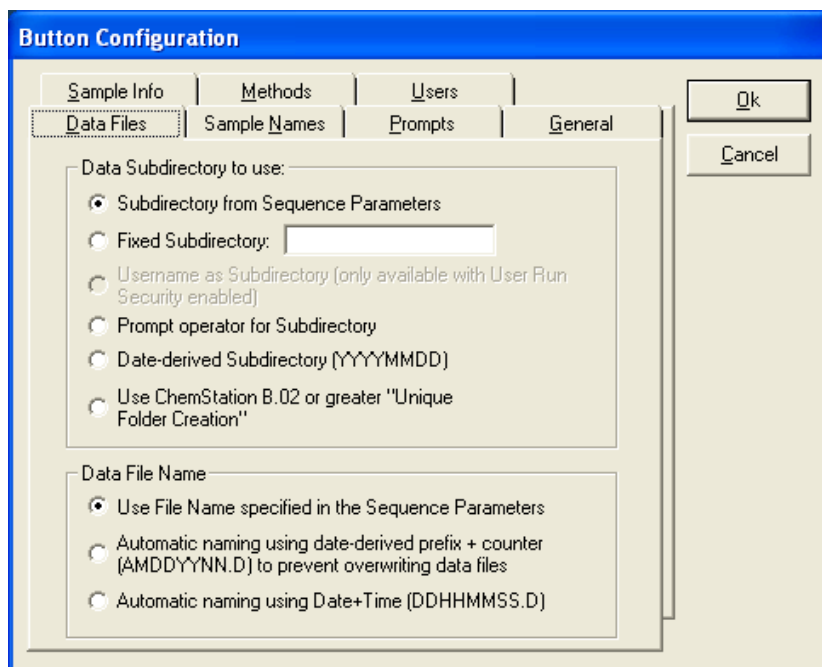 Button Configuration
Sample Info
Methods
Users
Data Files
Sample Names
Prompts
General
Ok
Cancel
Data Subdirectory to use:
Subdirectory from Sequence Parameters
Fixed Subdirectory:
Username as Subdirectory (only available with User Run
Security enabled)
Prompt operator for Subdirectory
Date-derived Subdirectory (YYYYMMDD)
Use ChemStation B.02 or greater "Unique
Folder Creation"
Data File Name
Use File Name specified in the Sequence Parameters
Automatic naming using date-derived prefix + counter
(AMDDYYNN.D) to prevent overwriting data files
Automatic naming using Date+Time (DDHHMMSS.D)